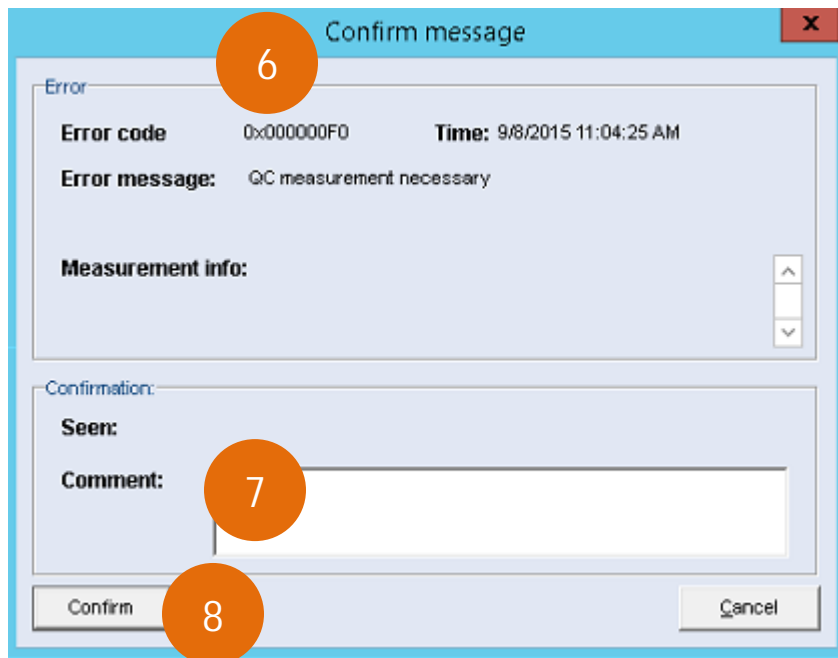 Confirm message
x
6
Error
Error code 0x000000F0 Time: 9/8/2015 11:04:25 AM
Error message: QC measurement necessary
Measurement info:
Confirmation:
Seen:
Comment:
7
Confirm
8
Cancel